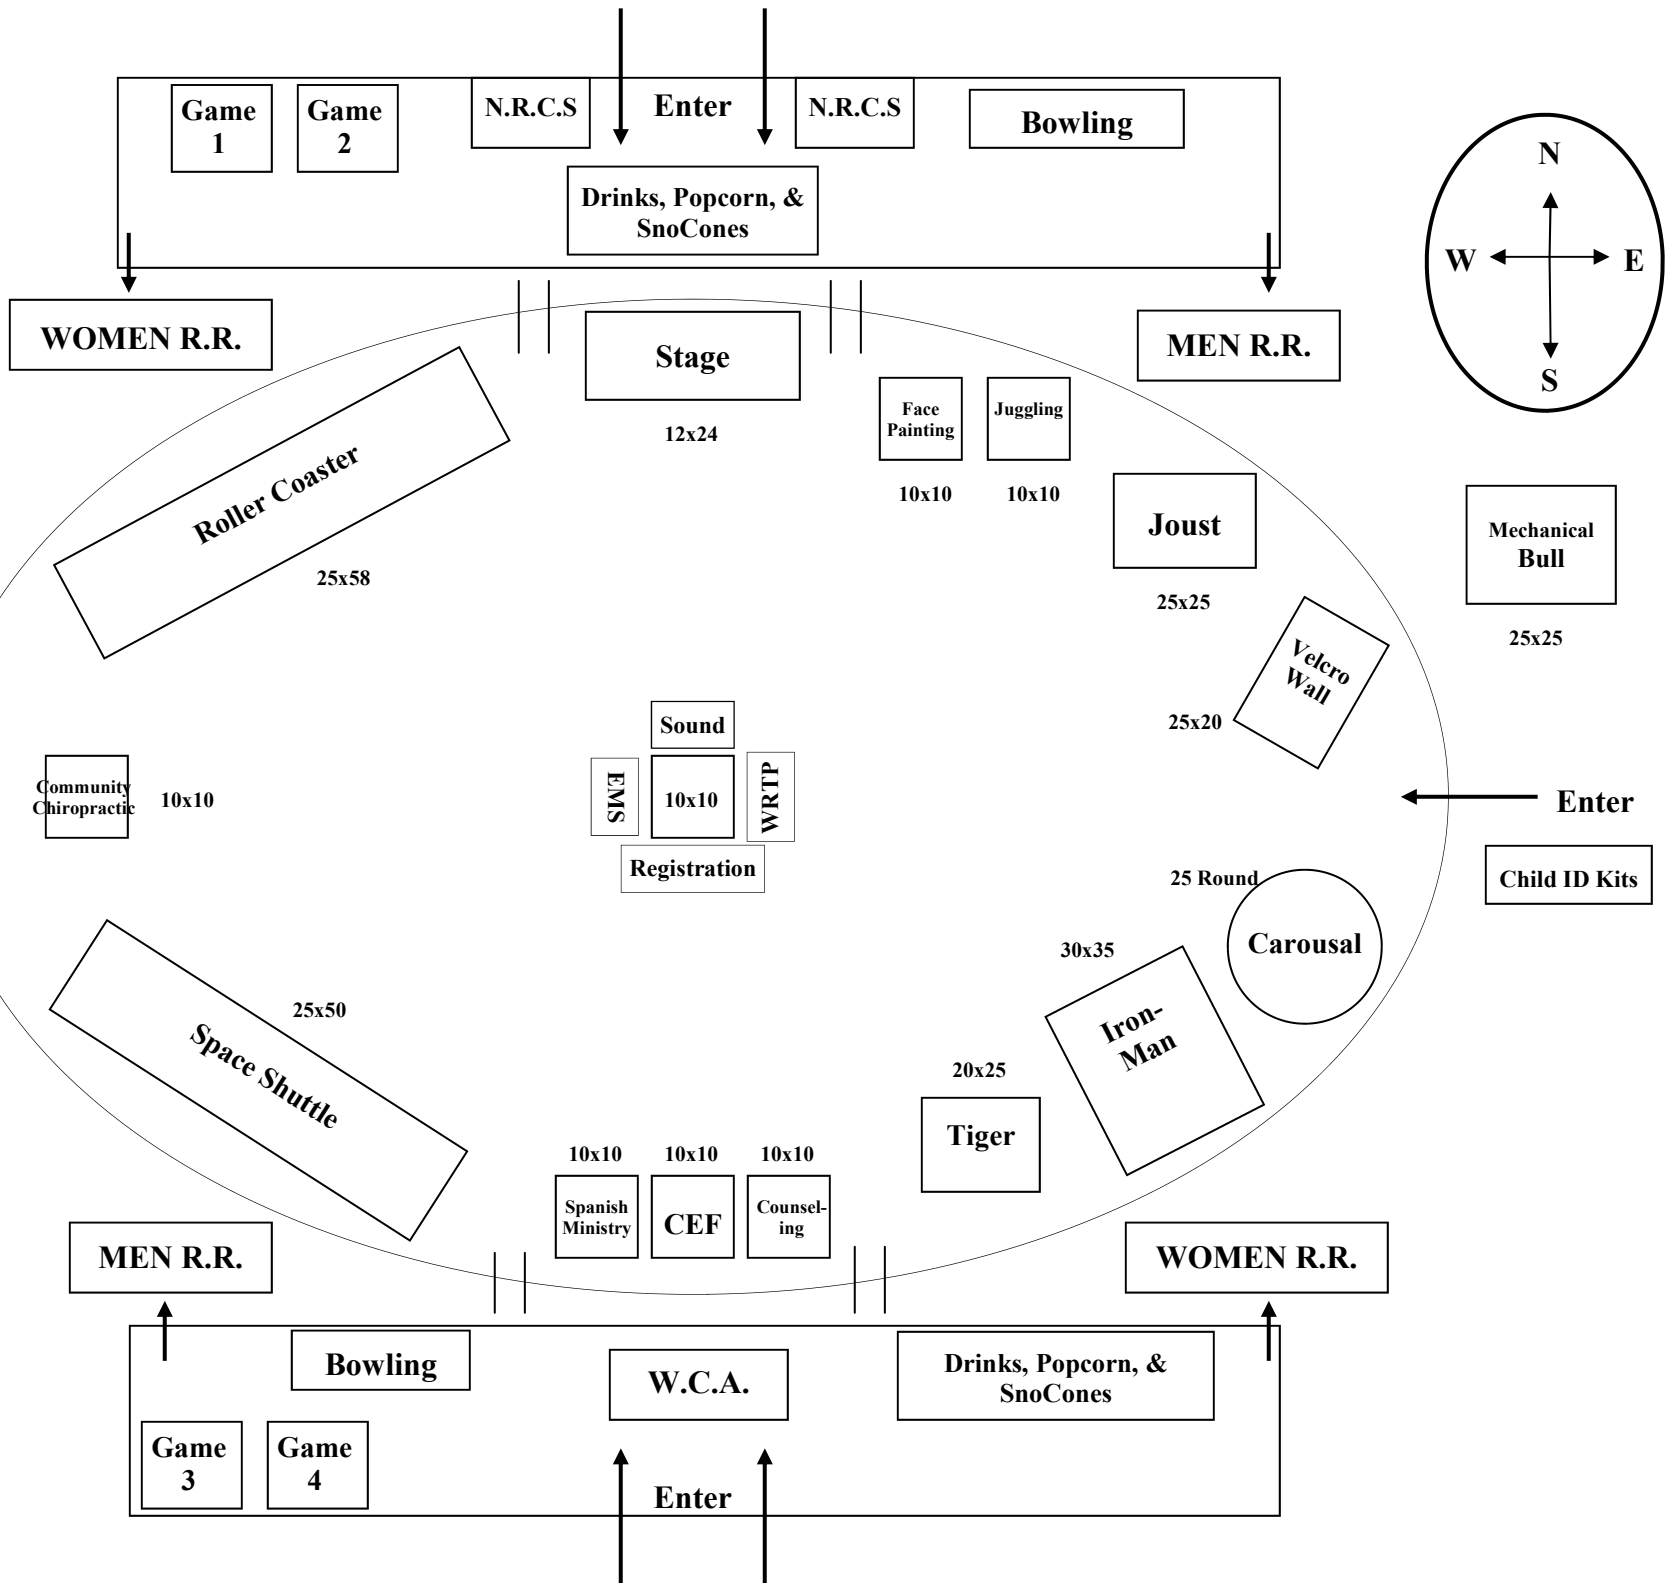 Game
1
Game
2
N.R.C.S
Enter
N.R.C.S
Bowling
Drinks, Popcorn, &
SnoCones
N
W
E
S
WOMEN R.R.
MEN R.R.
Stage
12x24
Face
Painting
10x10
Juggling
10x10
Roller Coaster
25x58
Joust
25x25
Mechanical
Bull
25x25
Velcro
Wall
25x20
Sound
EMS
10x10
WRTP
Registration
Community
Chiropractic
10x10
Enter
Child ID Kits
25 Round
Carousal
30x35
Iron-
Man
25x50
Space Shuttle
20x25
Tiger
10x10
10x10
10x10
Spanish
Ministry
CEF
Counsel-
ing
MEN R.R.
WOMEN R.R.
Bowling
W.C.A.
Drinks, Popcorn, &
SnoCones
Game
3
Game
4
Enter